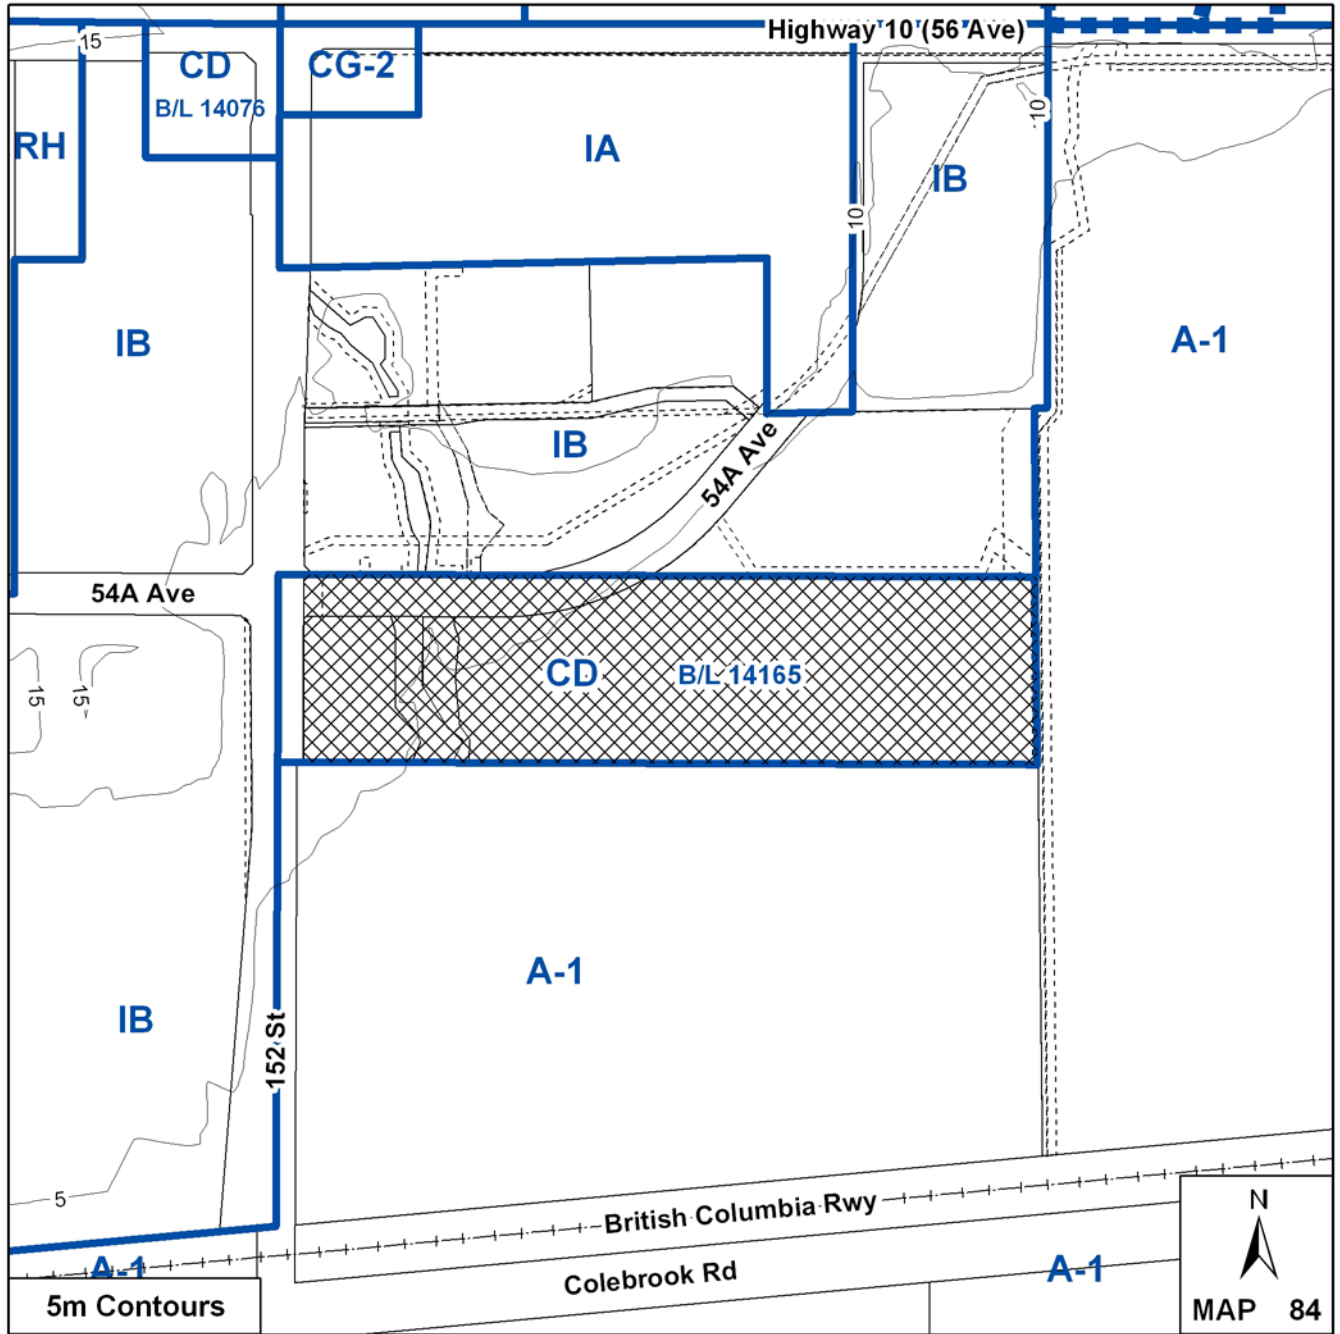 Highway 10 (56 Ave)
15
CD
B/L 14076
CG-2
RH
IA
10
IB
10
IB
A-1
IB
54A Ave
54A Ave
CD
B/L 14165
15
15
A-1
IB
152 St
5
British Columbia Rwy
A-1
Colebrook Rd
A-1
5m Contours
N
MAP 84